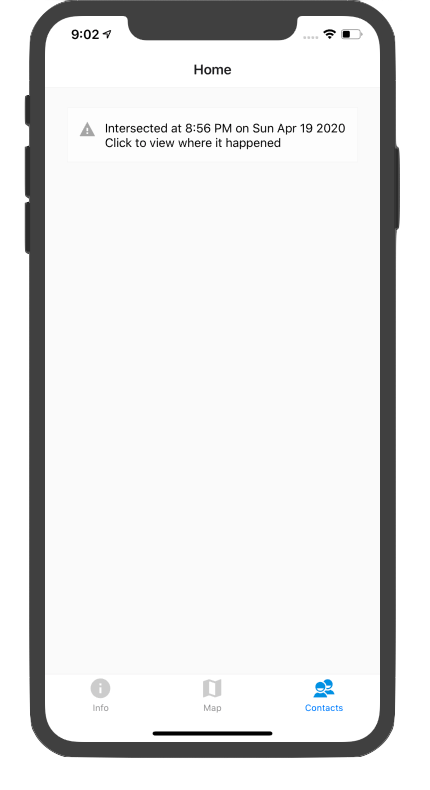 9:02
Home
Intersected at 8:56 PM on Sun Apr 19 2020
Click to view where it happened
Info
Map
Contacts